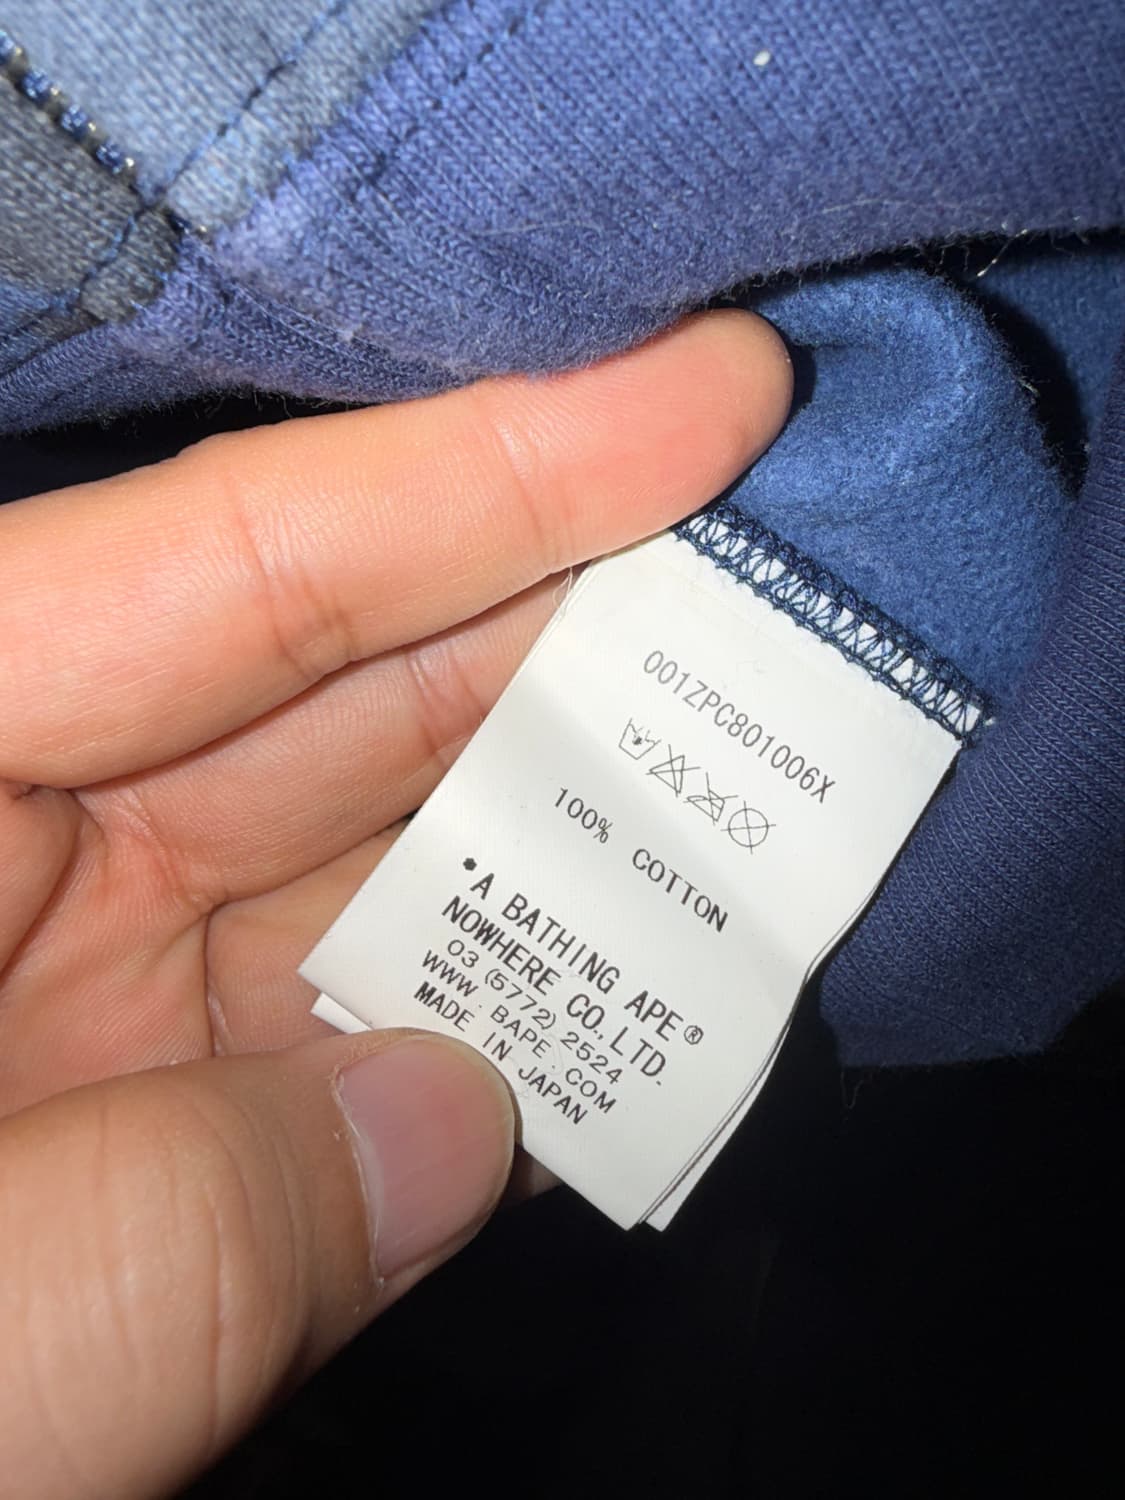 001ZPC801006X
100% COTTON
•A BATHING APE®
NOWHERE CO., LTD.
03 (5772) 2524
WWW.BAPE.COM
MADE IN JAPAN